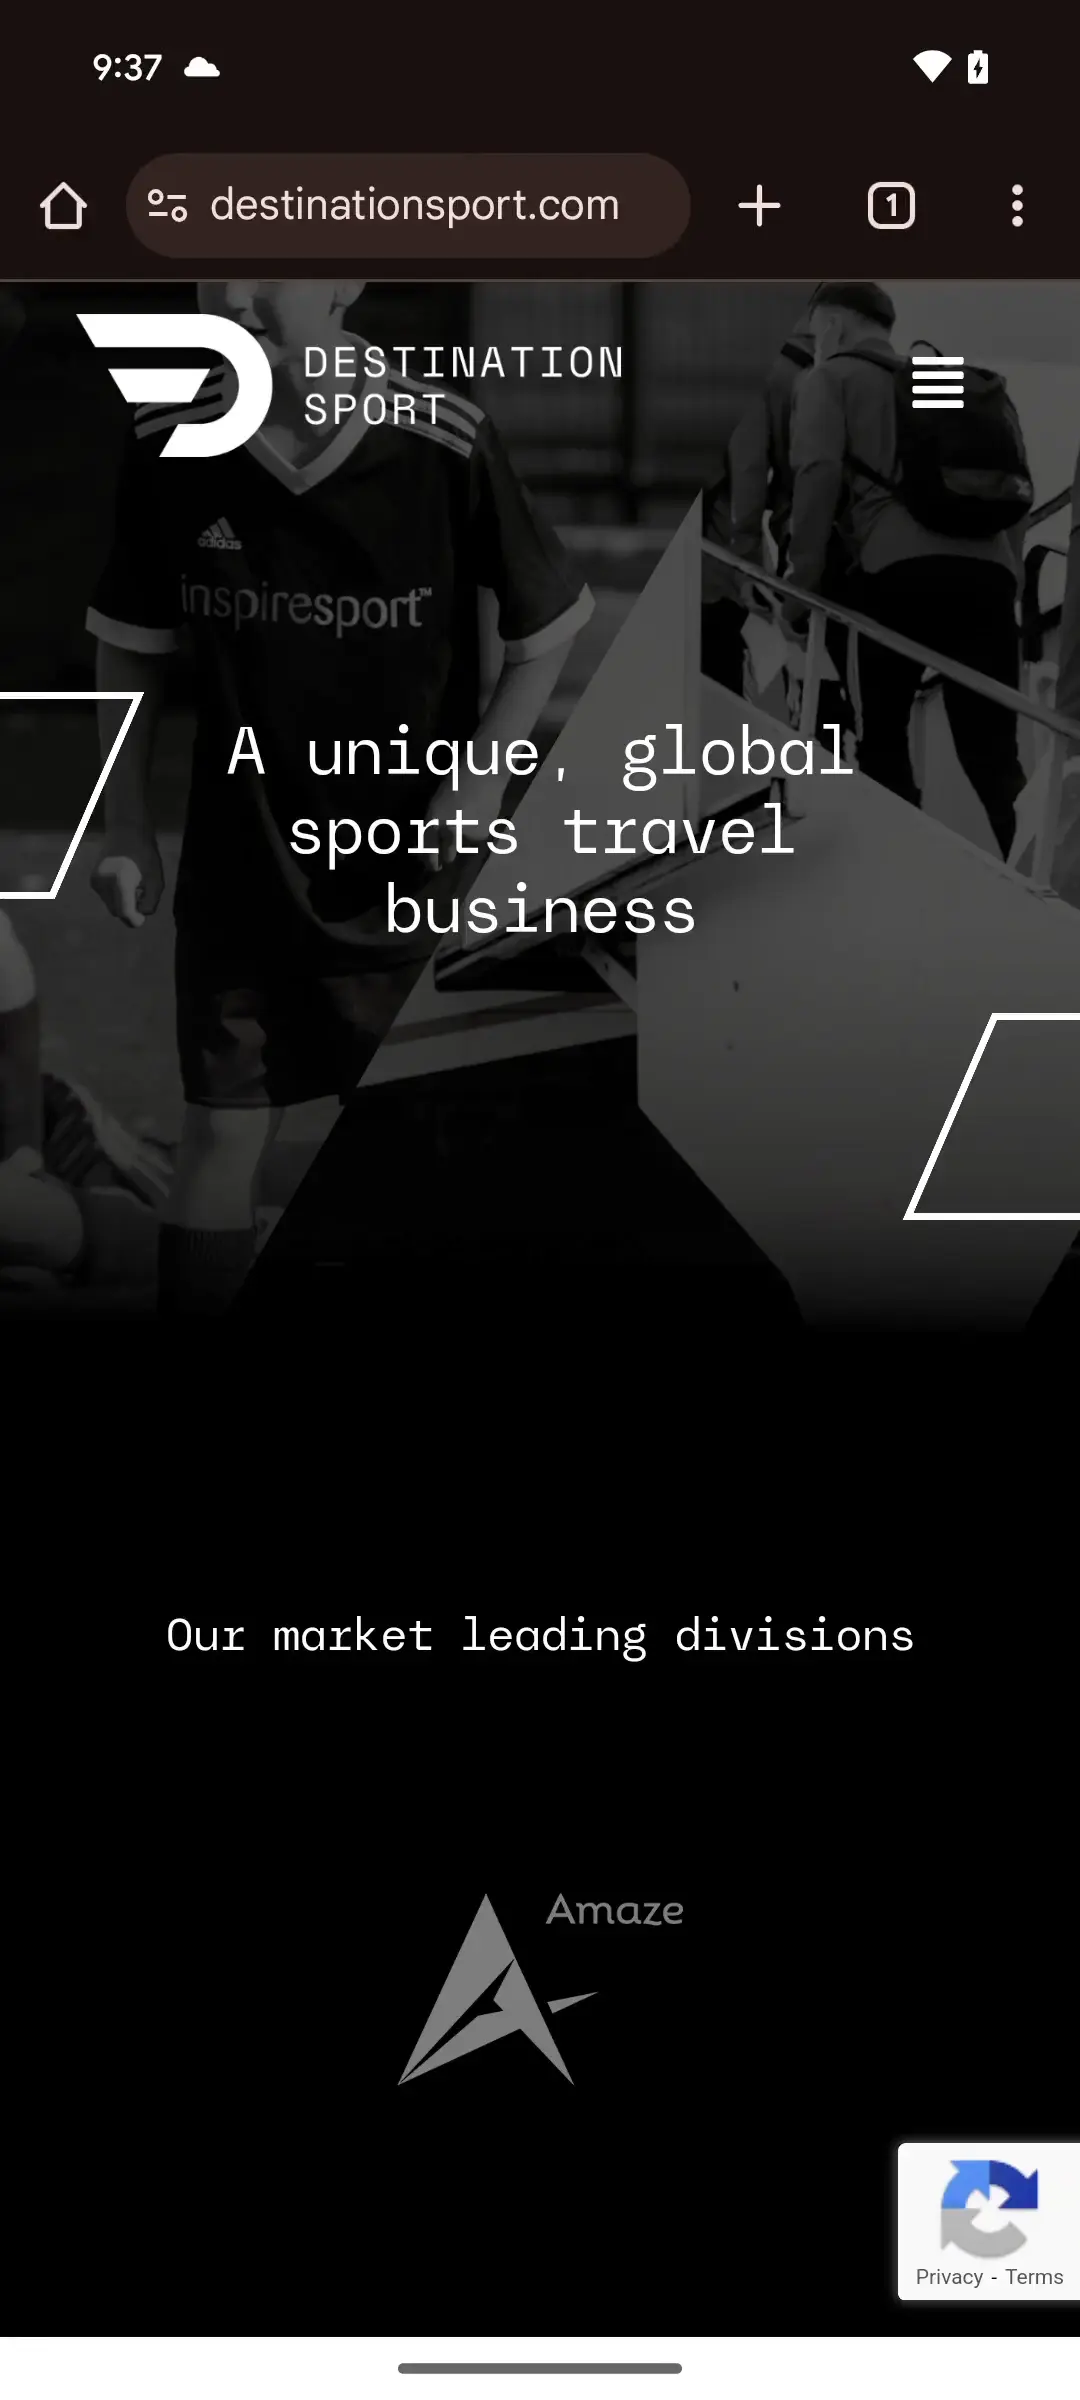 9:37
destinationsport.com
1
DESTINATION
SPORT
adidas
inspiresport™
A unique, global
sports travel
business
Our market leading divisions
Amaze
Privacy - Terms